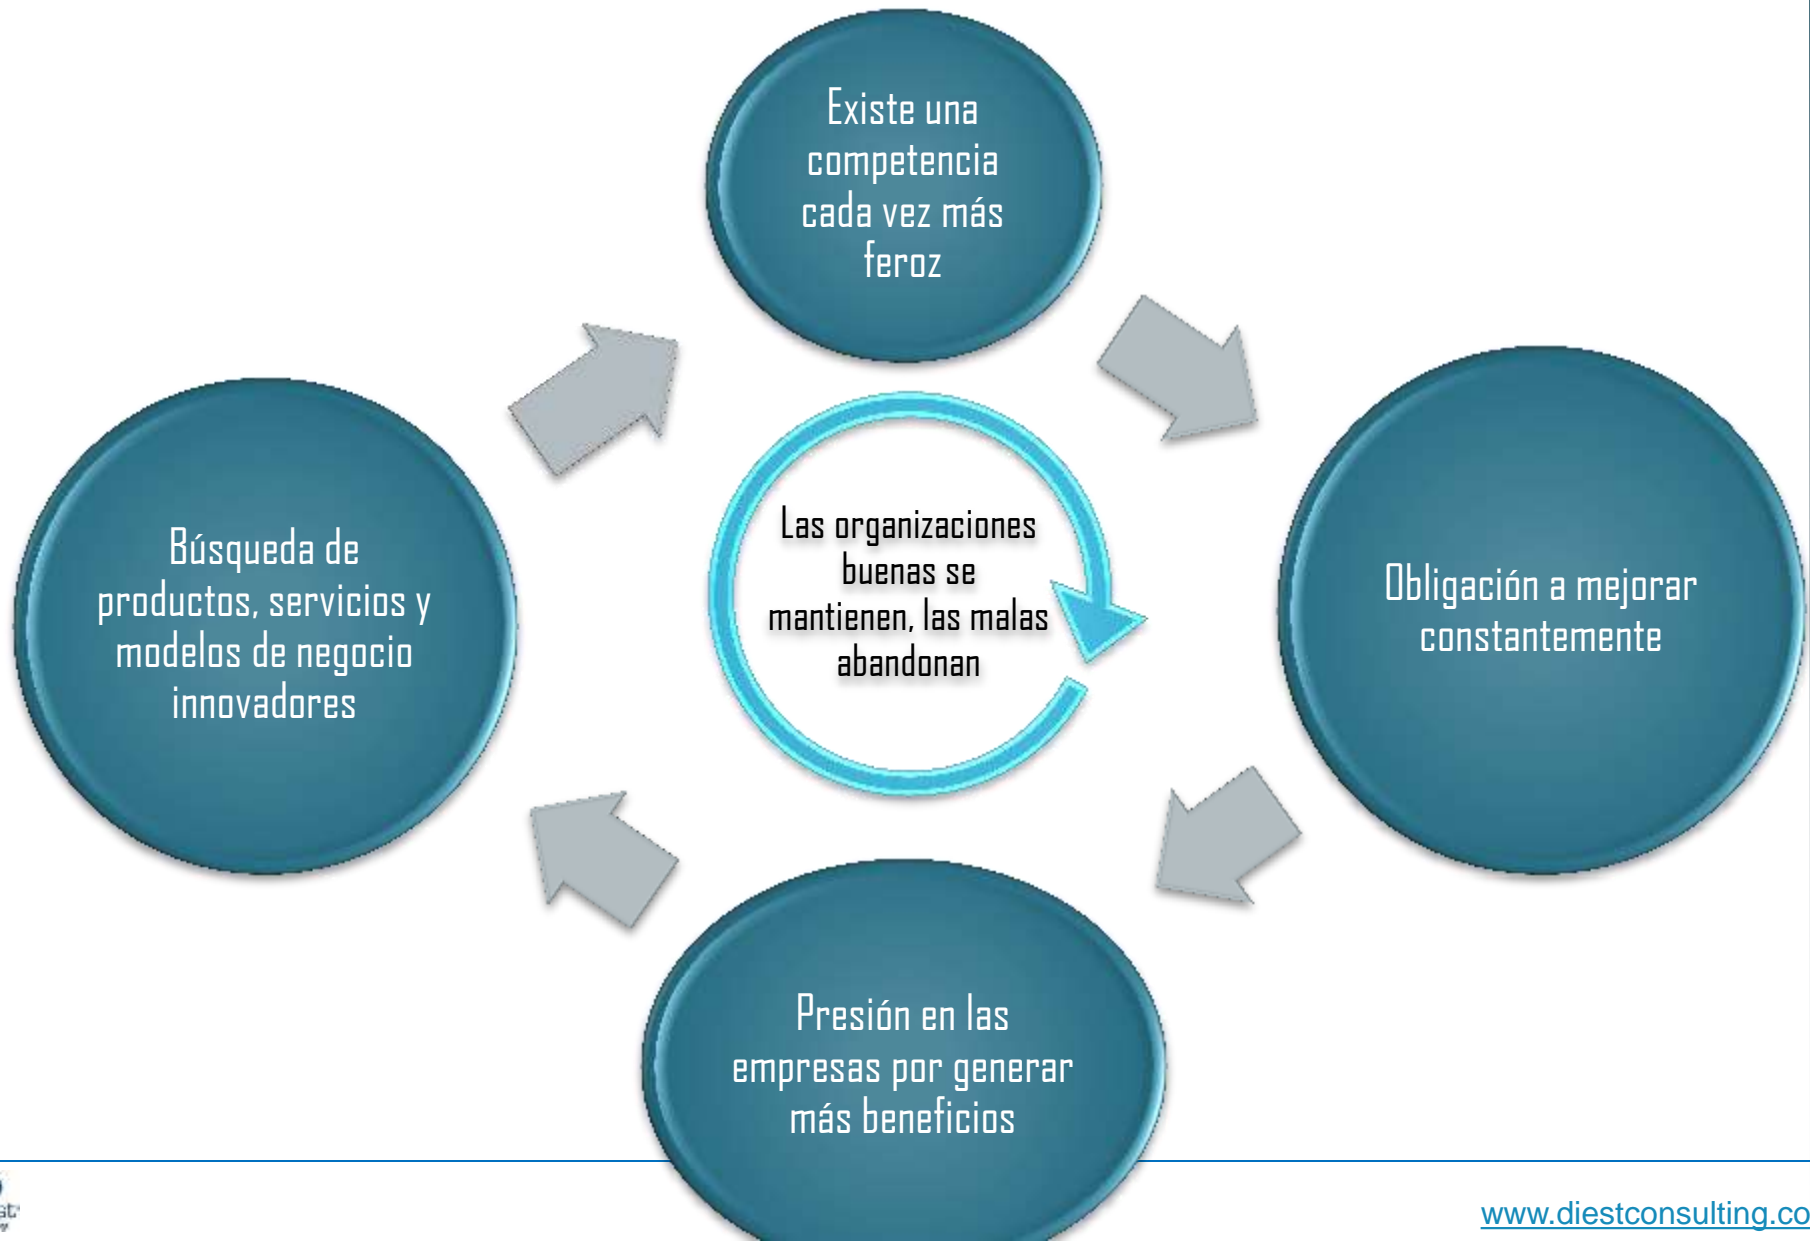 Existe una
competencia
cada vez más
feroz
Obligación a mejorar
constantemente
Presión en las
empresas por generar
más beneficios
Búsqueda de
productos, servicios y
modelos de negocio
innovadores
Las organizaciones
buenas se
mantienen, las malas
abandonan
www.diestconsulting.co